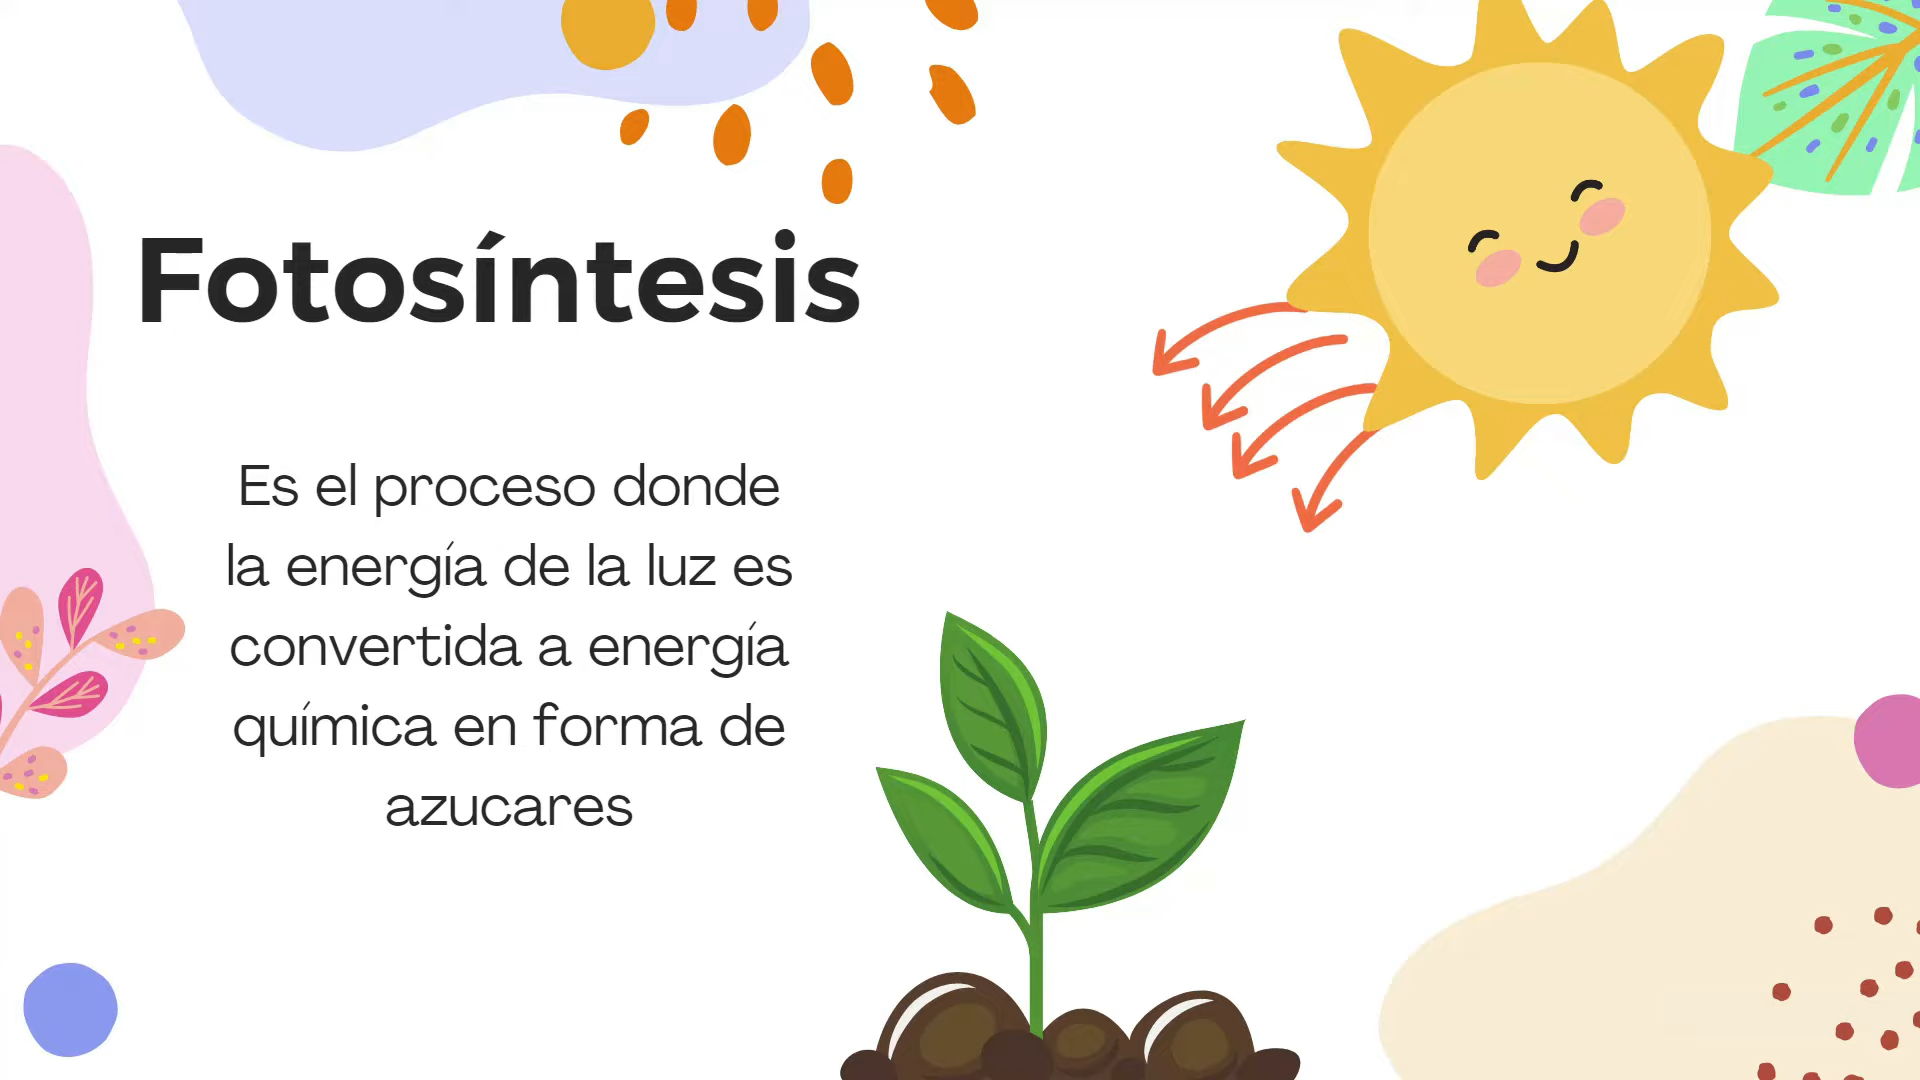 Fotosíntesis
Es el proceso donde
la energía de la luz es
convertida a energía
química en forma de
azucares